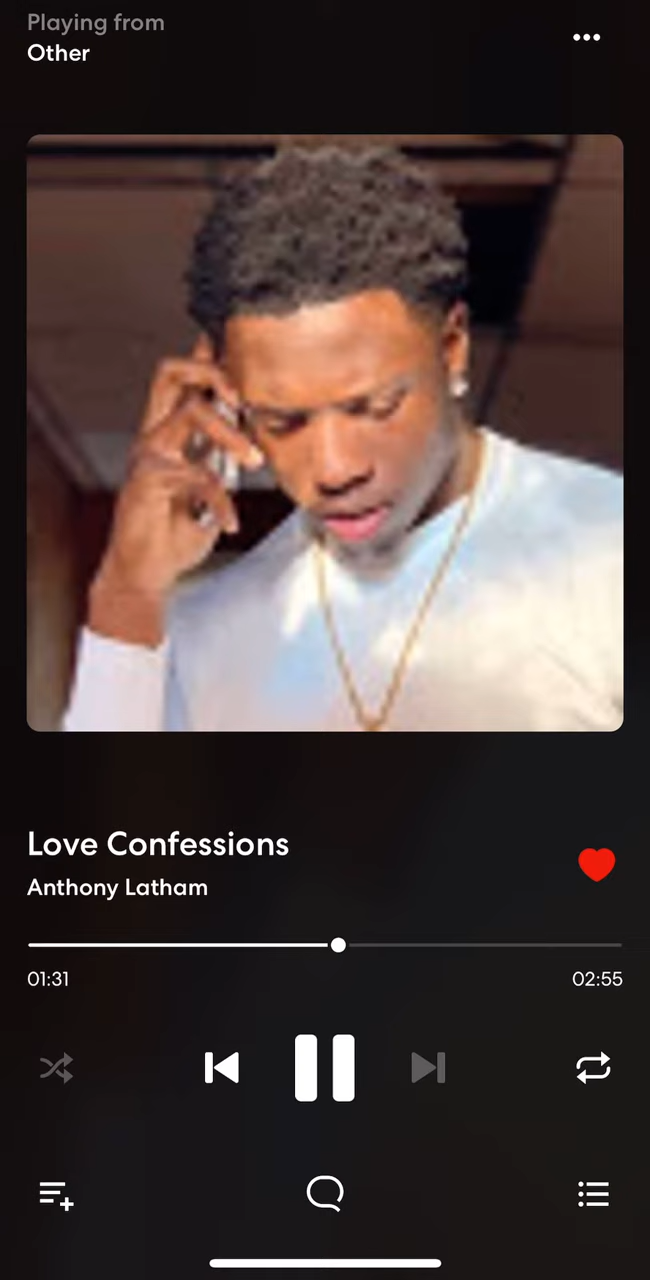 Playing from
Other
Love Confessions
Anthony Latham
01:31
02:55